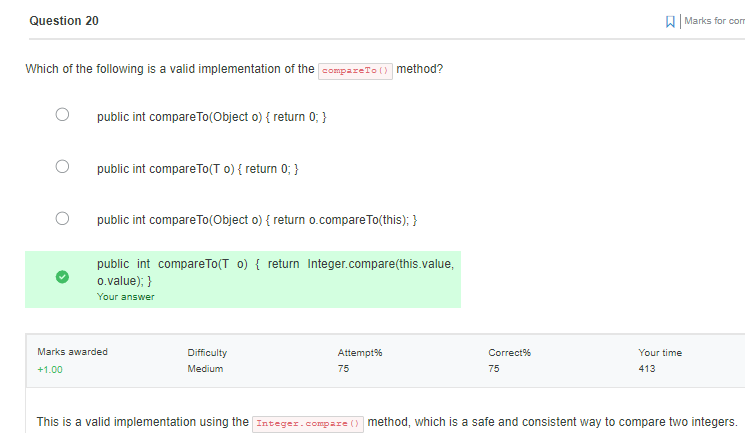 Question 20
Marks for com
Which of the following is a valid implementation of the compareTo() method?
public int compareTo(Object o) { return 0; }
public int compareTo(T o) { return 0; }
public int compareTo(Object o) { return o.compareTo(this); }
public int compareTo(T o) { return Integer.compare(this.value,
o.value); }
Your answer
Marks awarded Difficulty Attempt% Correct% Your time
+1.00 Medium 75 75 413
This is a valid implementation using the Integer.compare() method, which is a safe and consistent way to compare two integers.